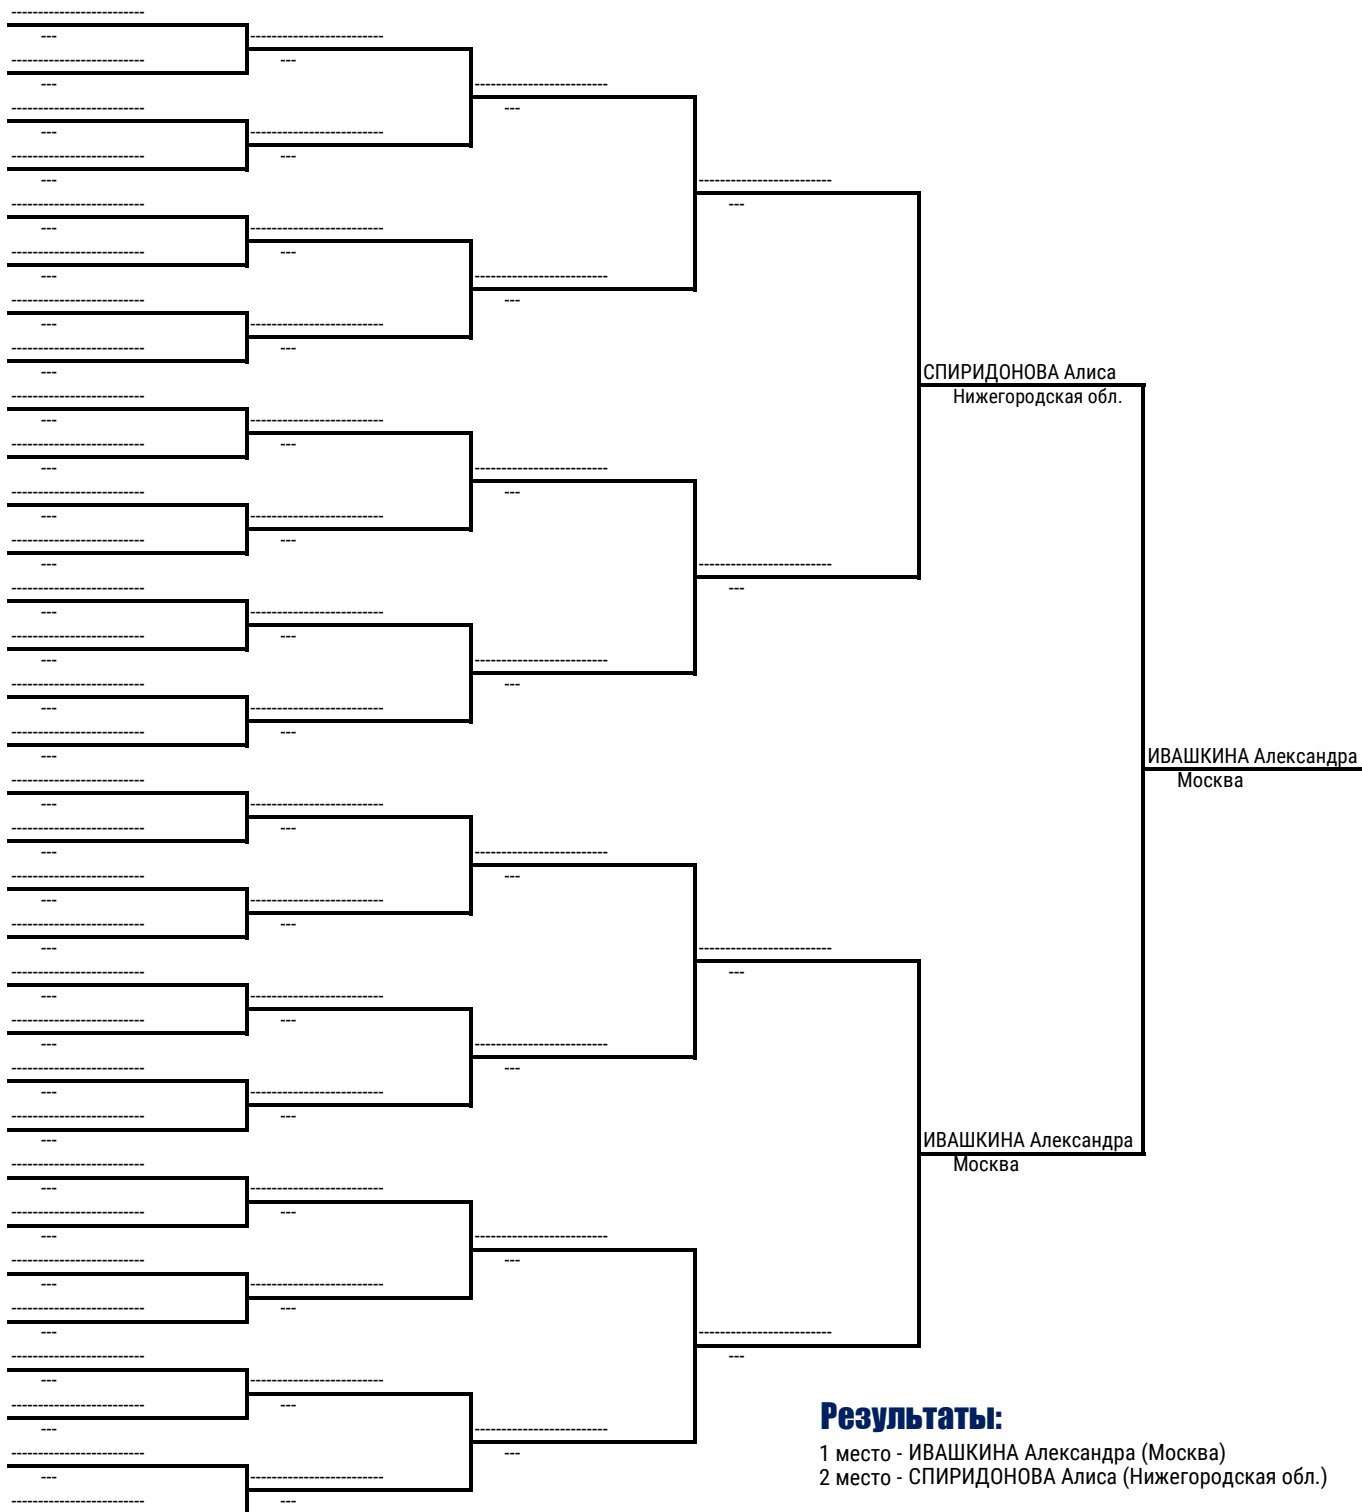 СПИРИДОНОВА Алиса
Нижегородская обл.
ИВАШКИНА Александра
Москва
ИВАШКИНА Александра
Москва
Результаты:
1 место - ИВАШКИНА Александра (Москва)
2 место - СПИРИДОНОВА Алиса (Нижегородская обл.)